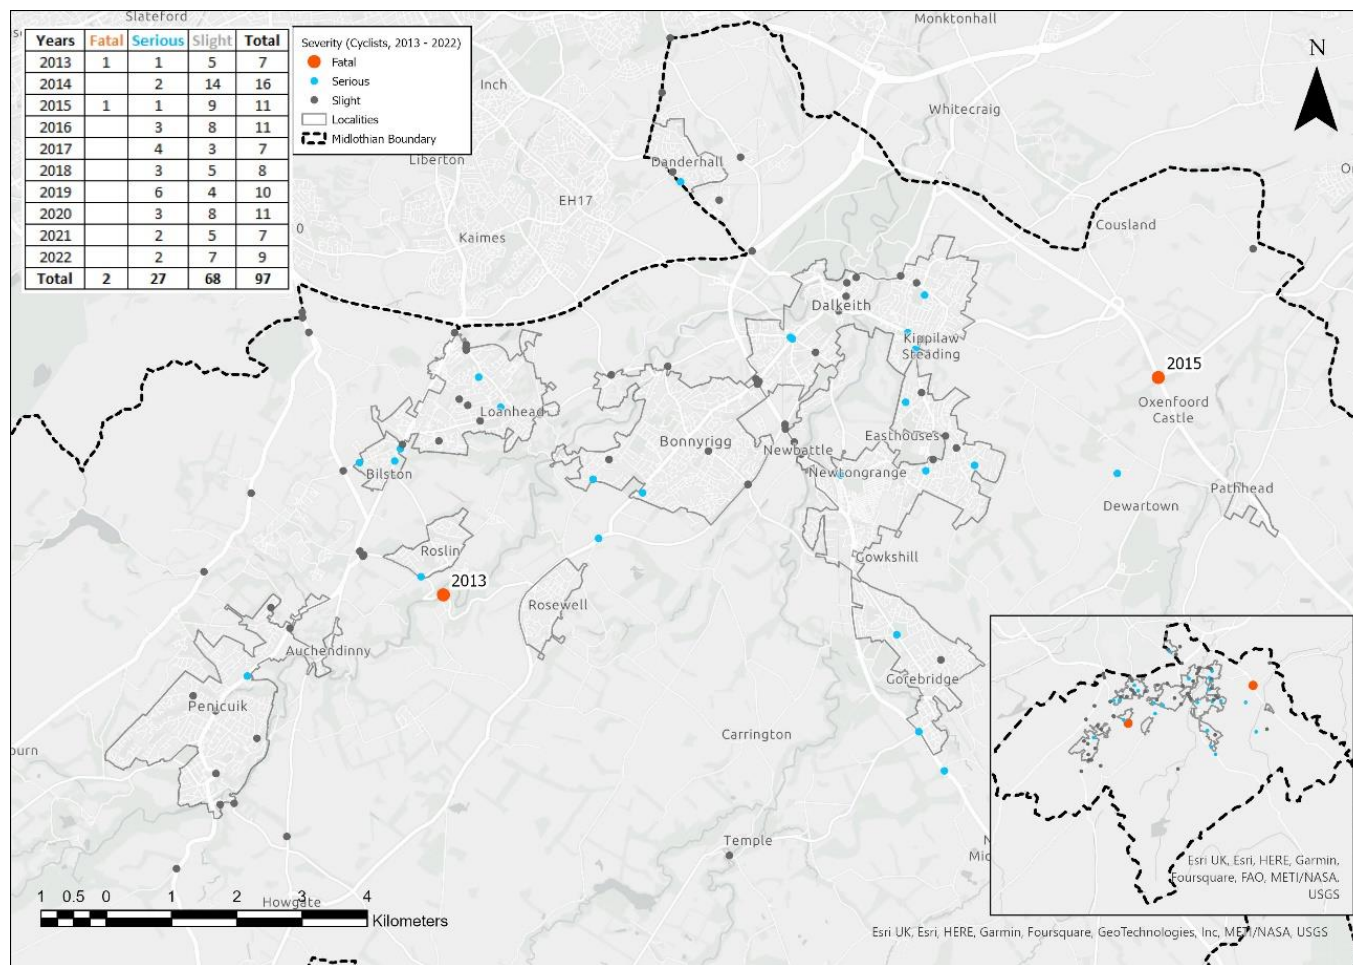 Slateford
Monktonhall
Years Fatal Serious Slight Total
2013 1 1 5 7
2014 2 14 16
2015 1 1 9 11
2016 3 8 11
2017 4 3 7
2018 3 5 8
2019 6 4 10
2020 3 8 11
2021 2 5 7
2022 2 7 9
Total 2 27 68 97
Severity (Cyclists, 2013 - 2022)
Fatal
Serious
Slight
Localities
Midlothian Boundary
N
Inch
Whitecraig
Liberton
Danderhall
EH17
Kaimes
Cousland
Dalkeith
Kippilaw
Steading
2015
Oxenfoord
Castle
Loanhead
Bonnyrigg
Easthouses
Newbattle
Newtongrange
Bilston
Pathhead
Dewartown
Roslin
Gowkshill
2013
Rosewell
Auchendinny
Gorebridge
Penicuik
Carrington
Temple
Howgate
1 0.5 0 1 2 3 4
Kilometers
Esri UK, Esri, HERE, Garmin,
Foursquare, FAO, METI/NASA,
USGS
Esri UK, Esri, HERE, Garmin, Foursquare, GeoTechnologies, Inc, METI/NASA, USGS